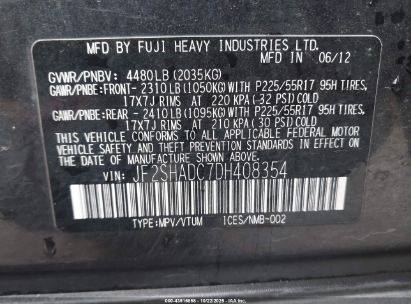 MFD BY FUJI HEAVY INDUSTRIES LTD.
MFD IN 06/12
GVWR/PNBV: 4480LB (2035KG)
GAWR/PNBE:FRONT- 2310LB (1050KG) WITH P225/55R17 95H TIRES,
17X7J RIMS AT 220 KPA (32 PSI) COLD
GAWR/PNBE:REAR- 2410LB (1095KG) WITH P225/55R17 95H TIRES,
17X7J RIMS AT 210 KPA (30 PSI) COLD
THIS VEHICLE CONFORMS TO ALL APPLICABLE FEDERAL MOTOR
VEHICLE SAFETY AND THEFT PREVENTION STANDARDS IN EFFECT
ON THE DATE OF MANUFACTURE SHOWN ABOVE.
VIN: JF2SHADC7DH408354
TYPE:MPV/VTUM ICES/NMB-002